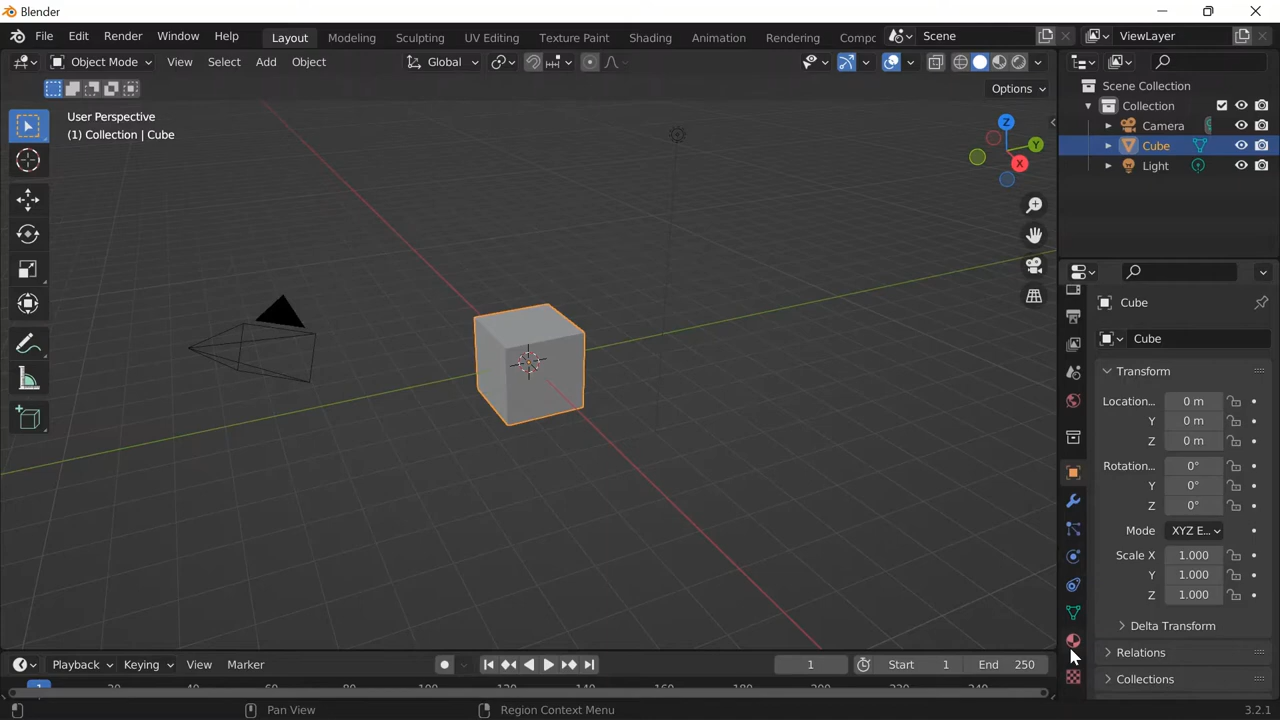 Blender
File Edit Render Window Help Layout Modeling Sculpting UV Editing Texture Paint Shading Animation Rendering Compc Scene ViewLayer
Object Mode View Select Add Object Global
Options
User Perspective
(1) Collection | Cube
Z
Y
X
Scene Collection
Collection
Camera
Cube
Light
Cube
Cube
Transform
Location... 0 m
Y 0 m
Z 0 m
Rotation... 0°
Y 0°
Z 0°
Mode XYZ E...
Scale X 1.000
Y 1.000
Z 1.000
Delta Transform
Relations
Collections
Playback Keying View Marker 1 Start 1 End 250
1
Pan View Region Context Menu 3.2.1